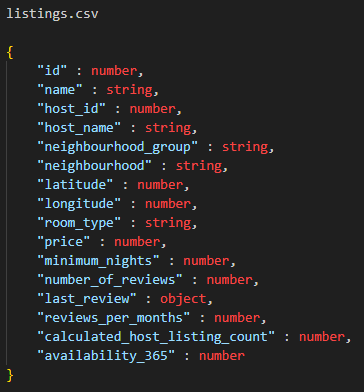 listings.csv
{
"id" : number,
"name" : string,
"host_id" : number,
"host_name" : string,
"neighbourhood_group" : string,
"neighbourhood" : string,
"latitude" : number,
"longitude" : number,
"room_type" : string,
"price" : number,
"minimum_nights" : number,
"number_of_reviews" : number,
"last_review" : object,
"reviews_per_months" : number,
"calculated_host_listing_count" : number,
"availability_365" : number
}